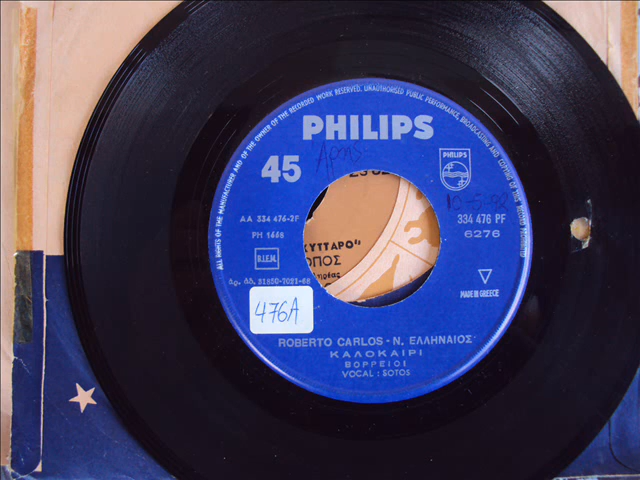 ALL RIGHTS OF THE MANUFACTURER AND OF THE OWNER OF THE RECORDED WORK RESERVED. UNAUTHORISED PUBLIC PERFORMANCE, BROADCASTING AND COPYING OF THIS RECORD PROHIBITED
PHILIPS
45
PHILIPS
AA 334 476-2F
334 476 PF
PH 1668
6276
B.I.E.M.
MADE IN GREECE
476A
ΚΥΤΤΑΡΟ"
ΟΠΟΣ
ROBERTO CARLOS - Ν. ΕΛΛΗΝΑΙΟΣ
ΚΑΛΟΚΑΙΡΙ
ΒΟΡΡΕΙΟΙ
VOCAL: SOTOS